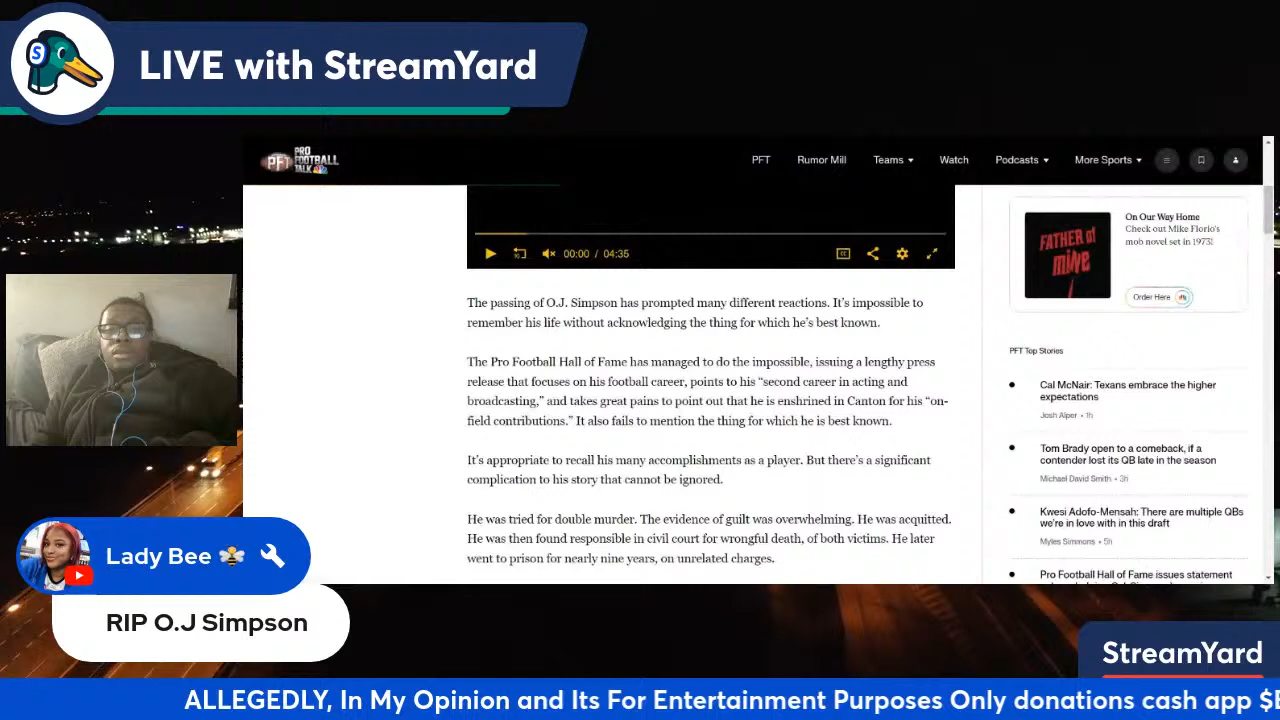 S
LIVE with StreamYard
PFT PRO FOOTBALL TALK
PFT
Rumor Mill
Teams
Watch
Podcasts
More Sports
00:00 / 04:35
CC
The passing of O.J. Simpson has prompted many different reactions. It's impossible to
remember his life without acknowledging the thing for which he's best known.
The Pro Football Hall of Fame has managed to do the impossible, issuing a lengthy press
release that focuses on his football career, points to his “second career in acting and
broadcasting,” and takes great pains to point out that he is enshrined in Canton for his “on-
field contributions.” It also fails to mention the thing for which he is best known.
It's appropriate to recall his many accomplishments as a player. But there's a significant
complication to his story that cannot be ignored.
He was tried for double murder. The evidence of guilt was overwhelming. He was acquitted.
He was then found responsible in civil court for wrongful death, of both victims. He later
went to prison for nearly nine years, on unrelated charges.
FATHER of
MINE
On Our Way Home
Check out Mike Florio's
mob novel set in 1973!
Order Here
PFT Top Stories
Cal McNair: Texans embrace the higher
expectations
Josh Alper • 1h
Tom Brady open to a comeback, if a
contender lost its QB late in the season
Michael David Smith • 3h
Kwesi Adofo-Mensah: There are multiple QBs
we're in love with in this draft
Myles Simmons • 5h
Pro Football Hall of Fame issues statement
Lady Bee 🐝
RIP O.J Simpson
StreamYard
ALLEGEDLY, In My Opinion and Its For Entertainment Purposes Only donations cash app $